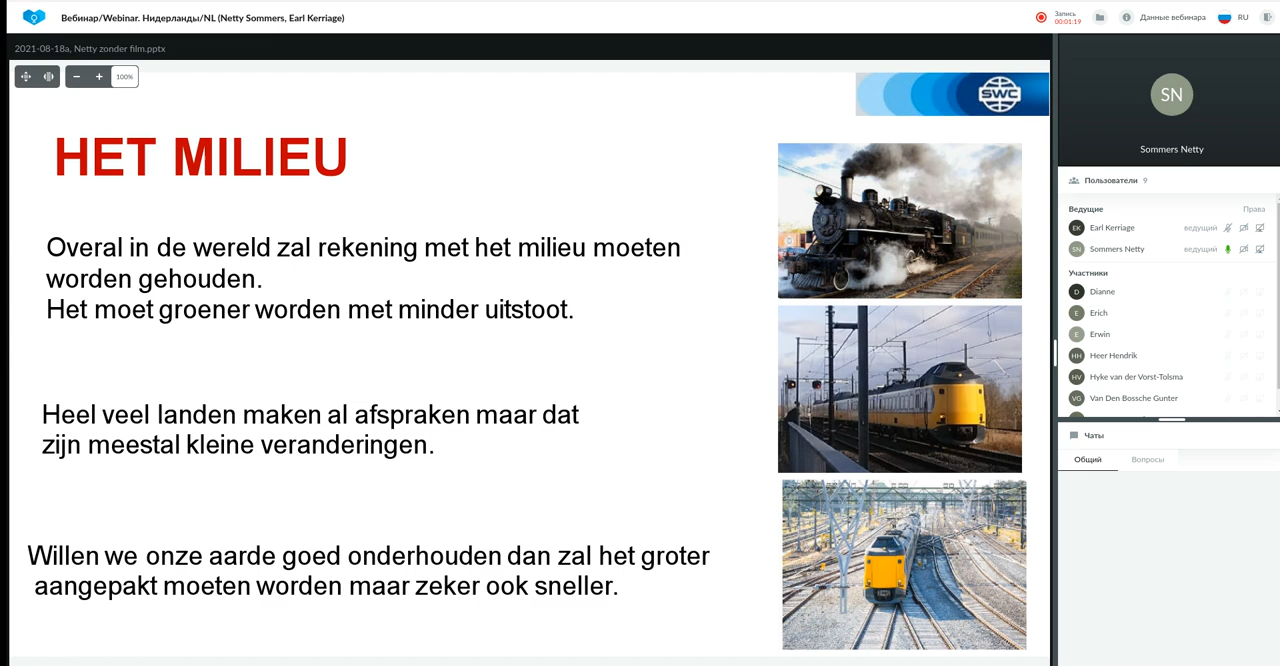 Вебинар/Webinar. Нидерланды/NL (Netty Sommers, Earl Kerriage)
Запись
00:01:19
Данные вебинара
RU
2021-08-18a, Netty zonder film.pptx
100%
SWC
HET MILIEU
Overal in de wereld zal rekening met het milieu moeten
worden gehouden.
Het moet groener worden met minder uitstoot.
Heel veel landen maken al afspraken maar dat
zijn meestal kleine veranderingen.
Willen we onze aarde goed onderhouden dan zal het groter
aangepakt moeten worden maar zeker ook sneller.
SN
Sommers Netty
Пользователи 9
Ведущие Права
EK Earl Kerriage ведущий
SN Sommers Netty ведущий
Участники
D Dianne
E Erich
E Erwin
HH Heer Hendrik
HV Hyke van der Vorst-Tolsma
VG Van Den Bossche Gunter
Чаты
Общий Вопросы